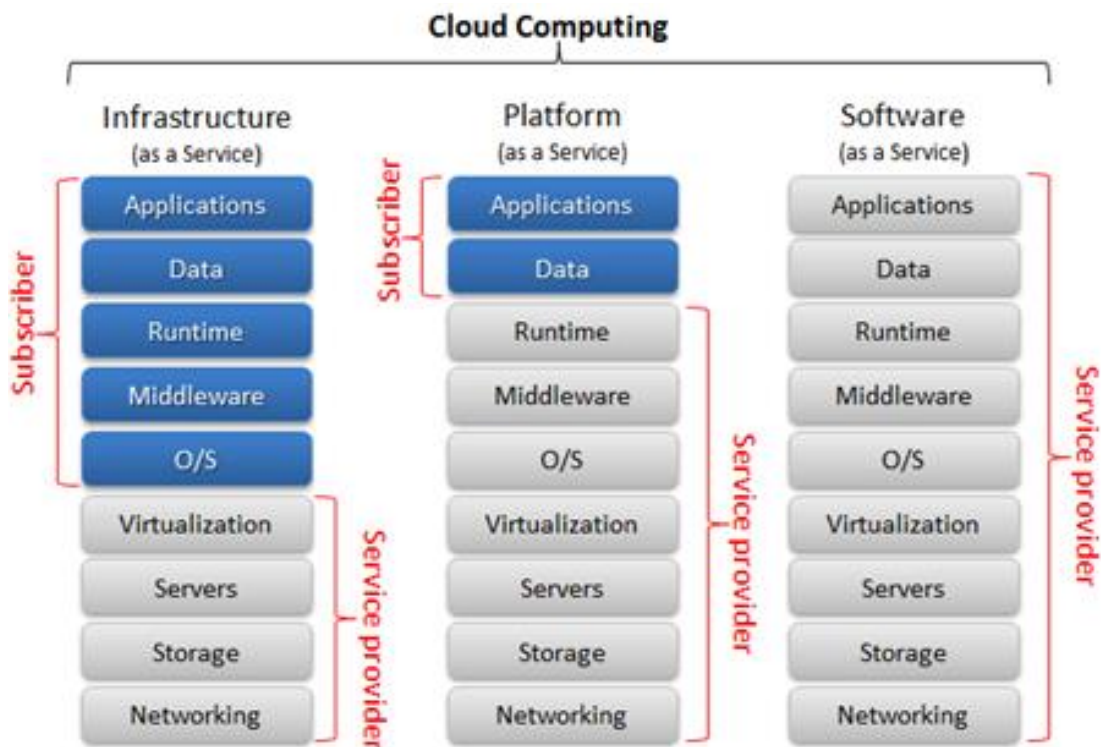 Cloud Computing
Infrastructure
(as a Service)
Subscriber
Applications
Data
Runtime
Middleware
O/S
Virtualization
Servers
Storage
Networking
Service provider
Platform
(as a Service)
Subscriber
Applications
Data
Runtime
Middleware
O/S
Virtualization
Servers
Storage
Networking
Service provider
Software
(as a Service)
Applications
Data
Runtime
Middleware
O/S
Virtualization
Servers
Storage
Networking
Service provider